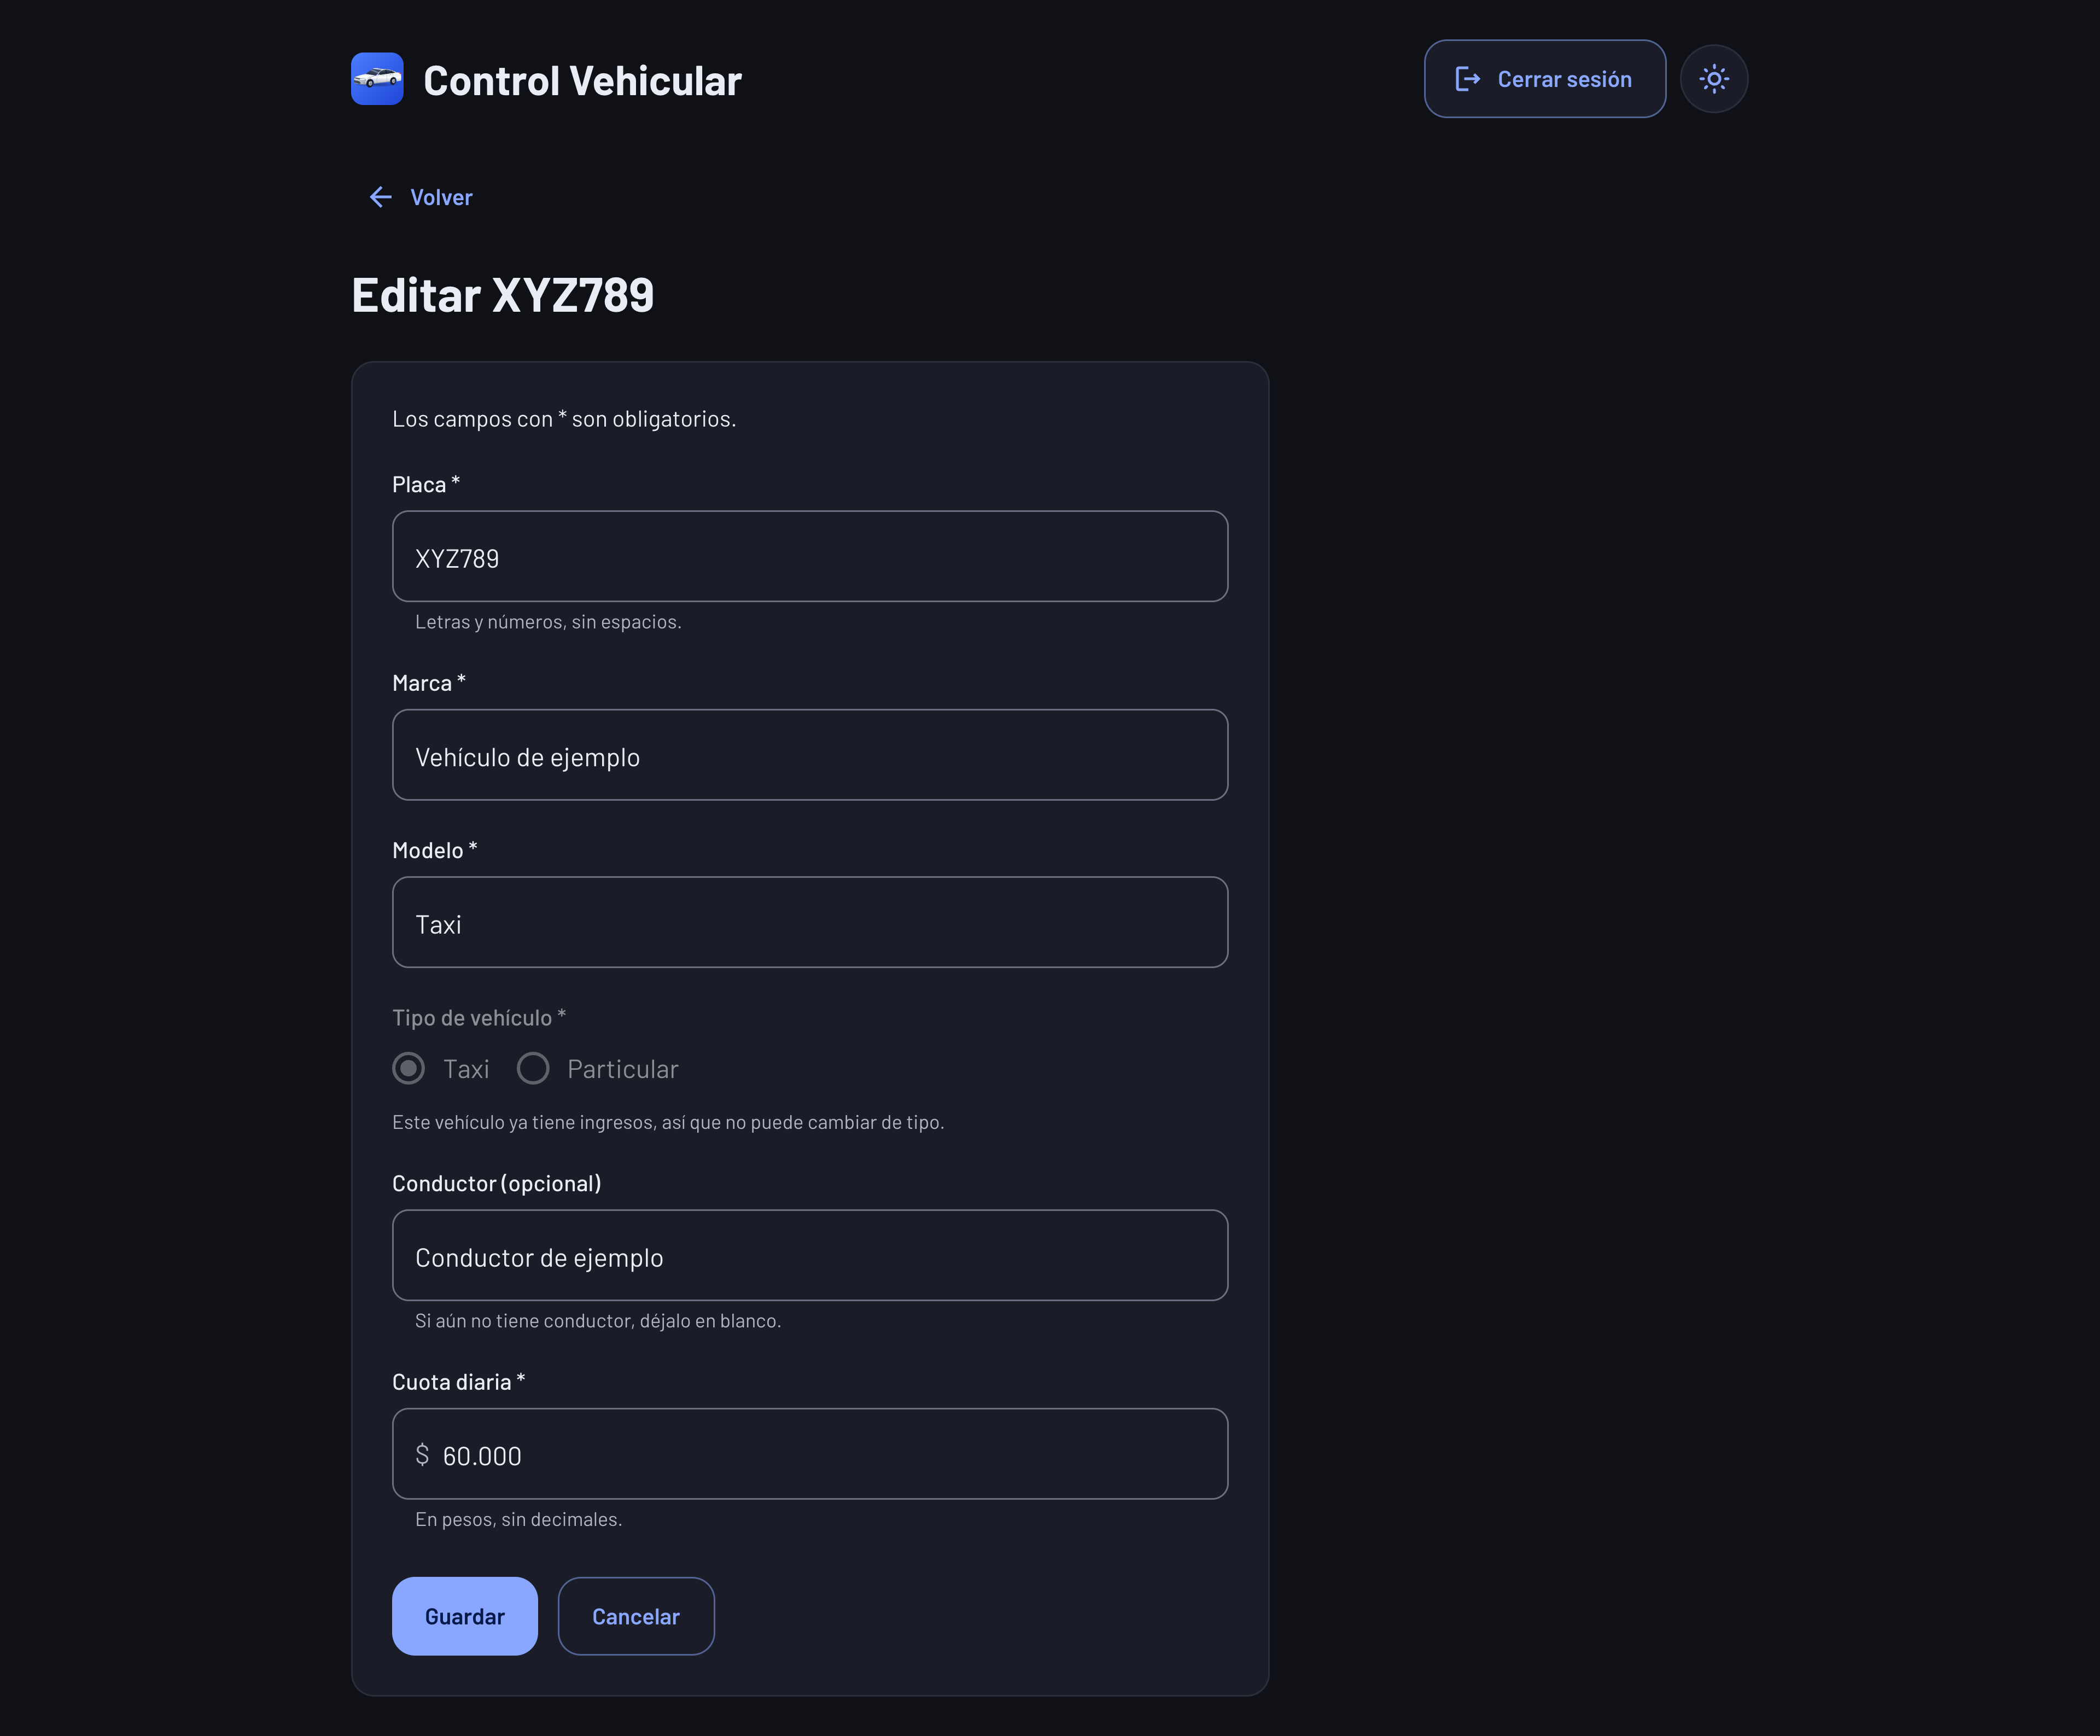 Control Vehicular
Cerrar sesión
Volver
Editar XYZ789
Los campos con * son obligatorios.
Placa *
XYZ789
Letras y números, sin espacios.
Marca *
Vehículo de ejemplo
Modelo *
Taxi
Tipo de vehículo *
Taxi Particular
Este vehículo ya tiene ingresos, así que no puede cambiar de tipo.
Conductor (opcional)
Conductor de ejemplo
Si aún no tiene conductor, déjalo en blanco.
Cuota diaria *
$ 60.000
En pesos, sin decimales.
Guardar Cancelar